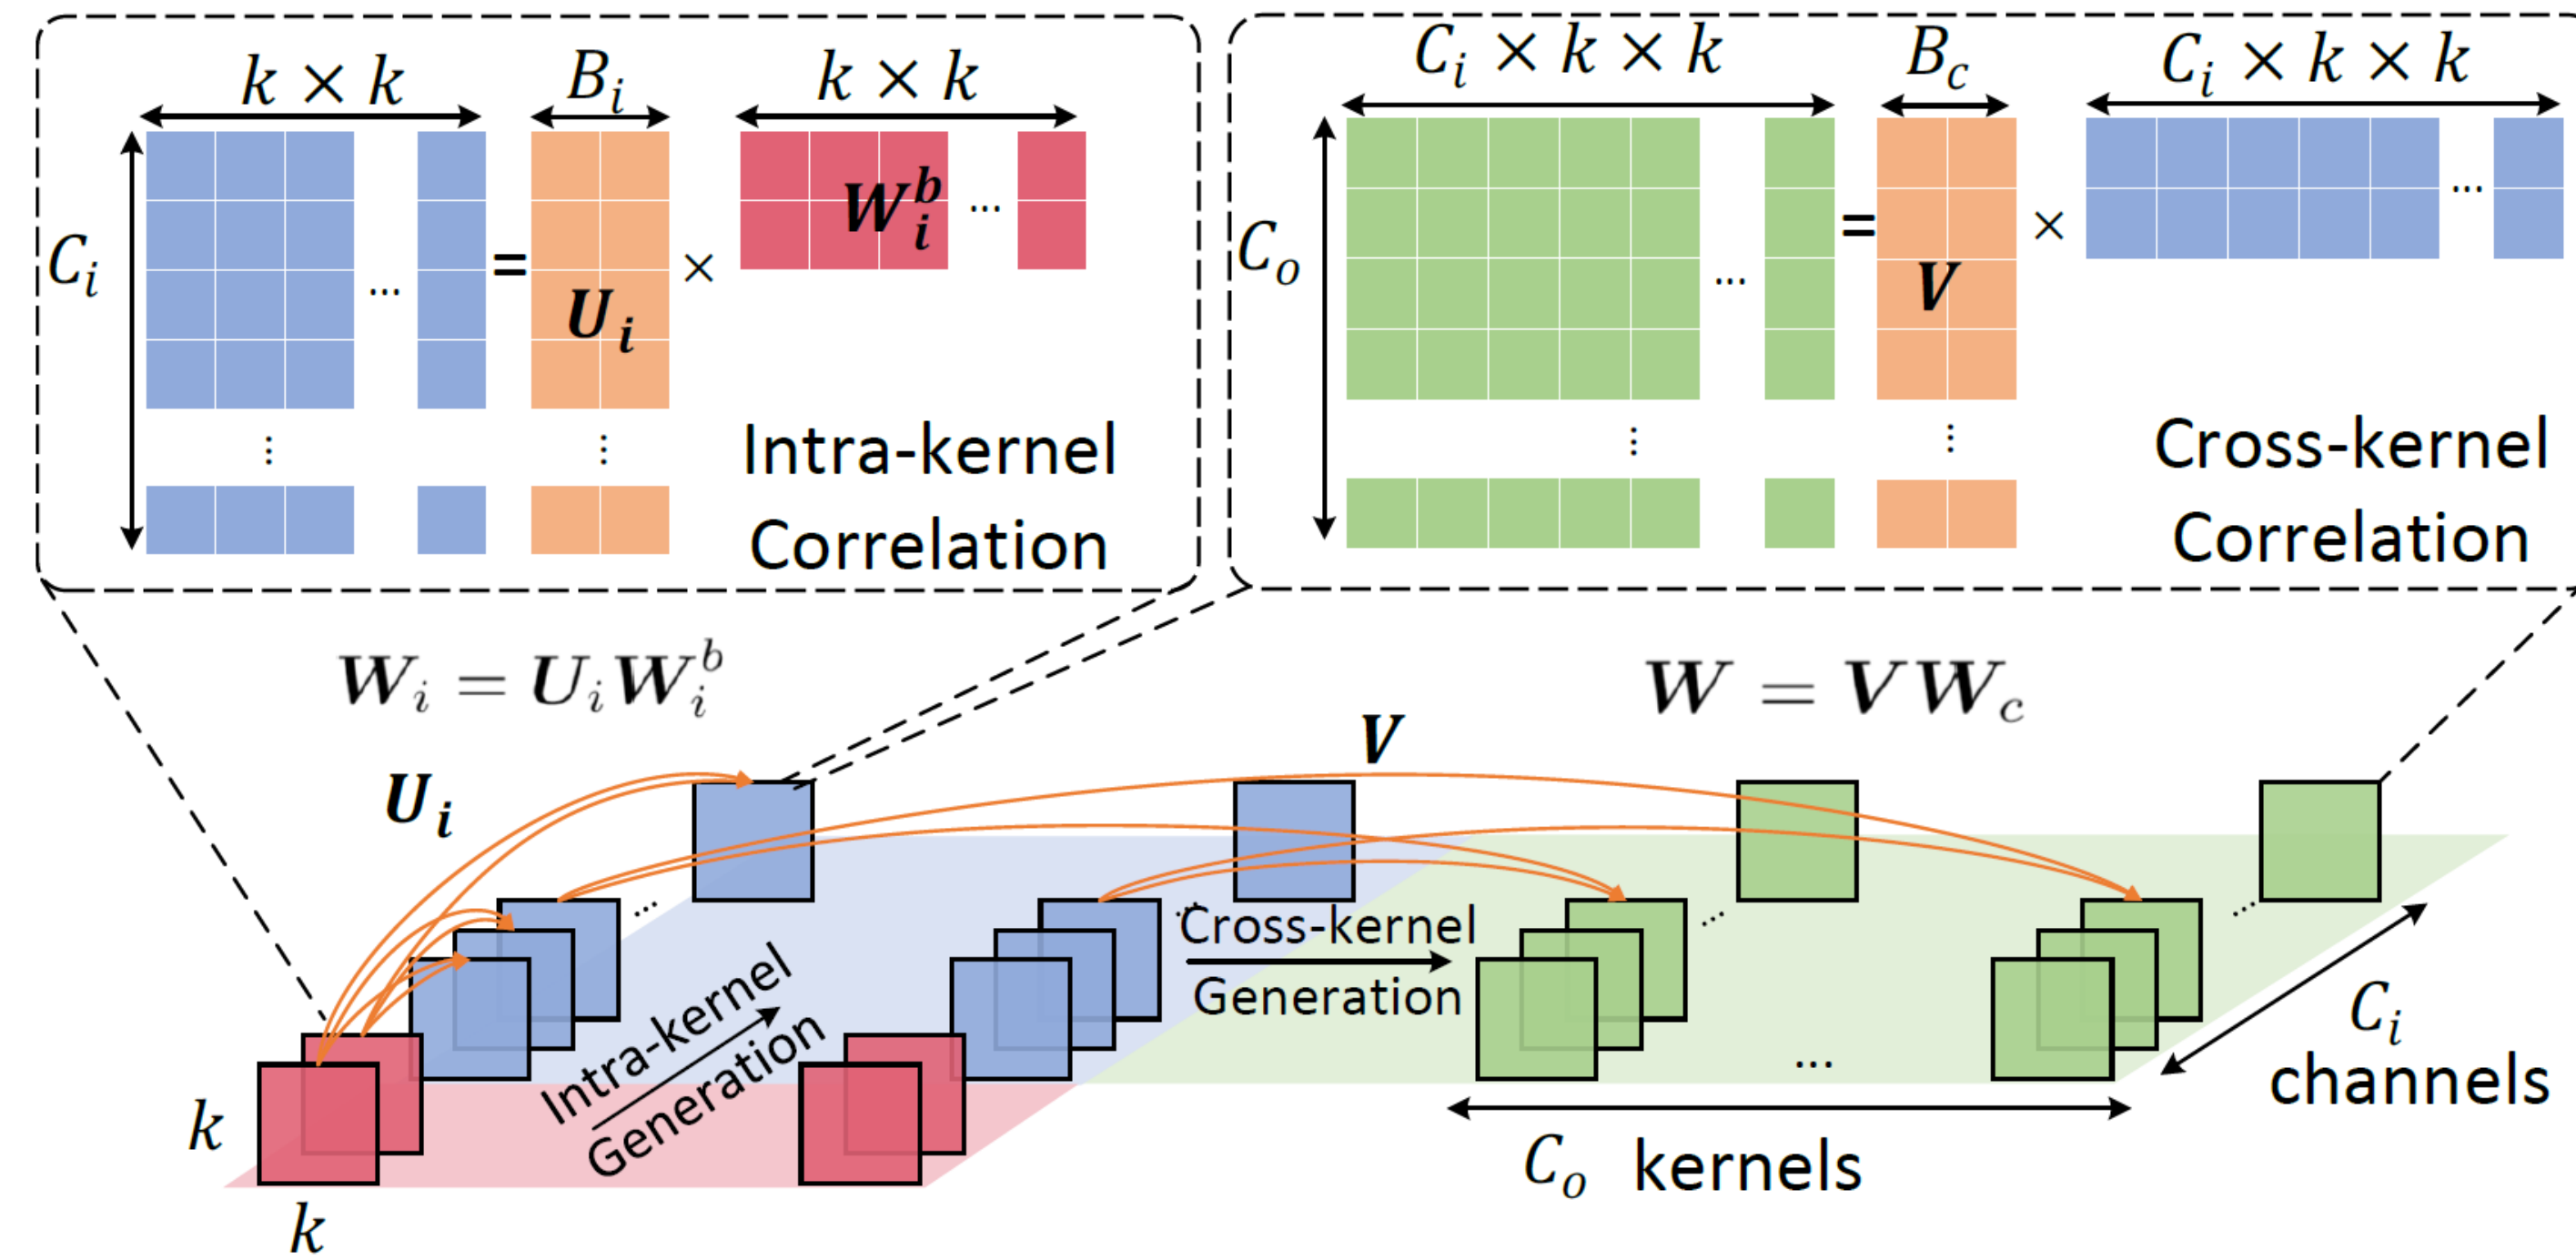 k × k
B_i
k × k
C_i
...
=
U_i
×
W_i^b
...
⋮
⋮
Intra-kernel
Correlation
C_i × k × k
B_c
C_i × k × k
C_o
...
=
V
×
...
⋮
⋮
Cross-kernel
Correlation
W_i = U_i W_i^b
W = V W_c
U_i
V
...
...
...
...
Intra-kernel
Generation
Cross-kernel
Generation
...
k
k
C_o kernels
C_i
channels